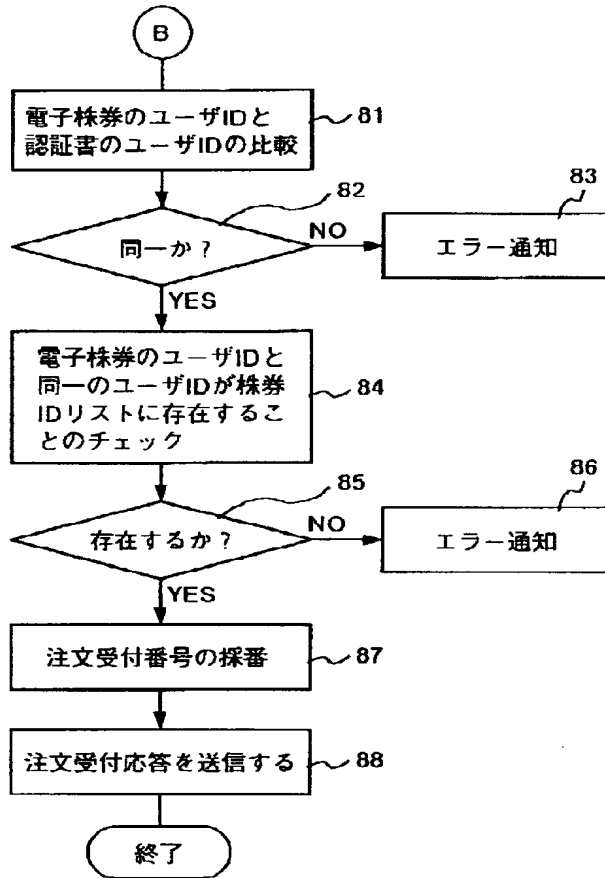 B
電子株券のユーザIDと
認証書のユーザIDの比較
81
82
同一か？
NO
83
エラー通知
YES
電子株券のユーザIDと
同一のユーザIDが株券
IDリストに存在するこ
とのチェック
84
85
存在するか？
NO
86
エラー通知
YES
注文受付番号の採番
87
注文受付応答を送信する
88
終了